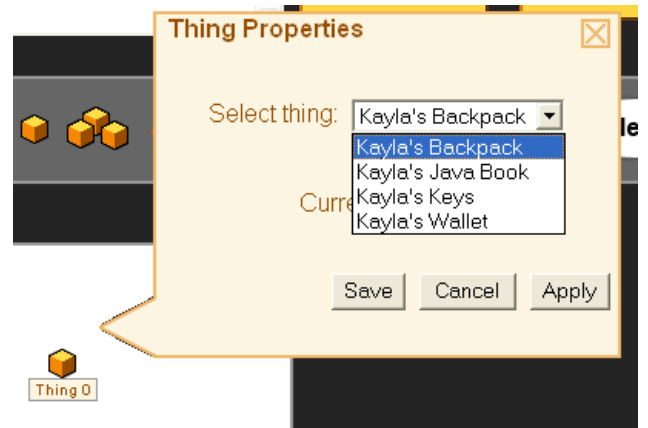 Thing Properties
Select thing: Kayla's Backpack
Kayla's Backpack
Kayla's Java Book
Kayla's Keys
Kayla's Wallet
Save Cancel Apply
Thing 0